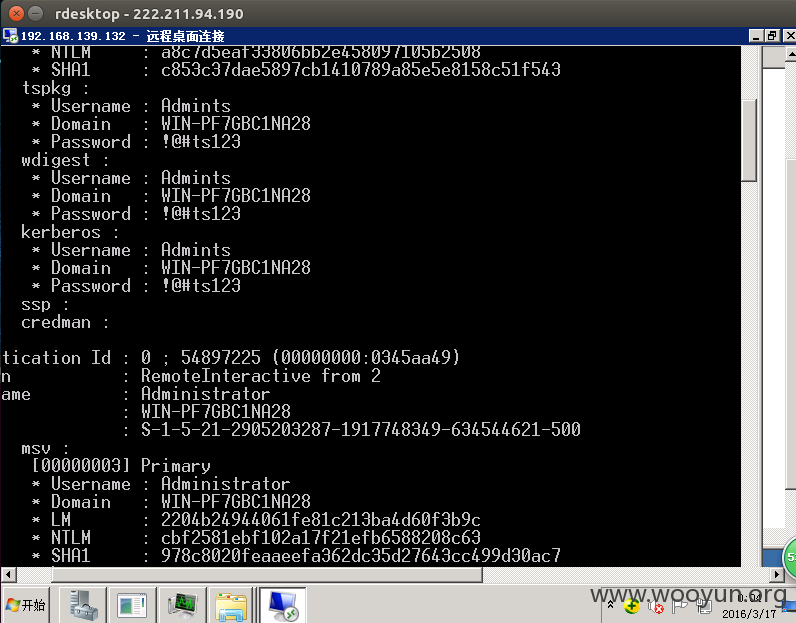 rdesktop - 222.211.94.190
192.168.139.132 - 远程桌面连接
* NTLM : a8c7d5eaf33806bb2e458097105b2508
* SHA1 : c853c37dae5897cb1410789a85e5e8158c51f543
tspkg :
* Username : Admints
* Domain : WIN-PF7GBC1NA28
* Password : !@#ts123
wdigest :
* Username : Admints
* Domain : WIN-PF7GBC1NA28
* Password : !@#ts123
kerberos :
* Username : Admints
* Domain : WIN-PF7GBC1NA28
* Password : !@#ts123
ssp :
credman :
tication Id : 0 ; 54897225 (00000000:0345aa49)
n : RemoteInteractive from 2
ame : Administrator
: WIN-PF7GBC1NA28
: S-1-5-21-2905203287-1917748349-634544621-500
msv :
[00000003] Primary
* Username : Administrator
* Domain : WIN-PF7GBC1NA28
* LM : 2204b24944061fe81c213ba4d60f3b9c
* NTLM : cbf2581ebf102a17f21efb6588208c63
* SHA1 : 978c8020feaaeefa362dc35d27643cc499d30ac7
开始
www.wooyun.org
2016/3/17